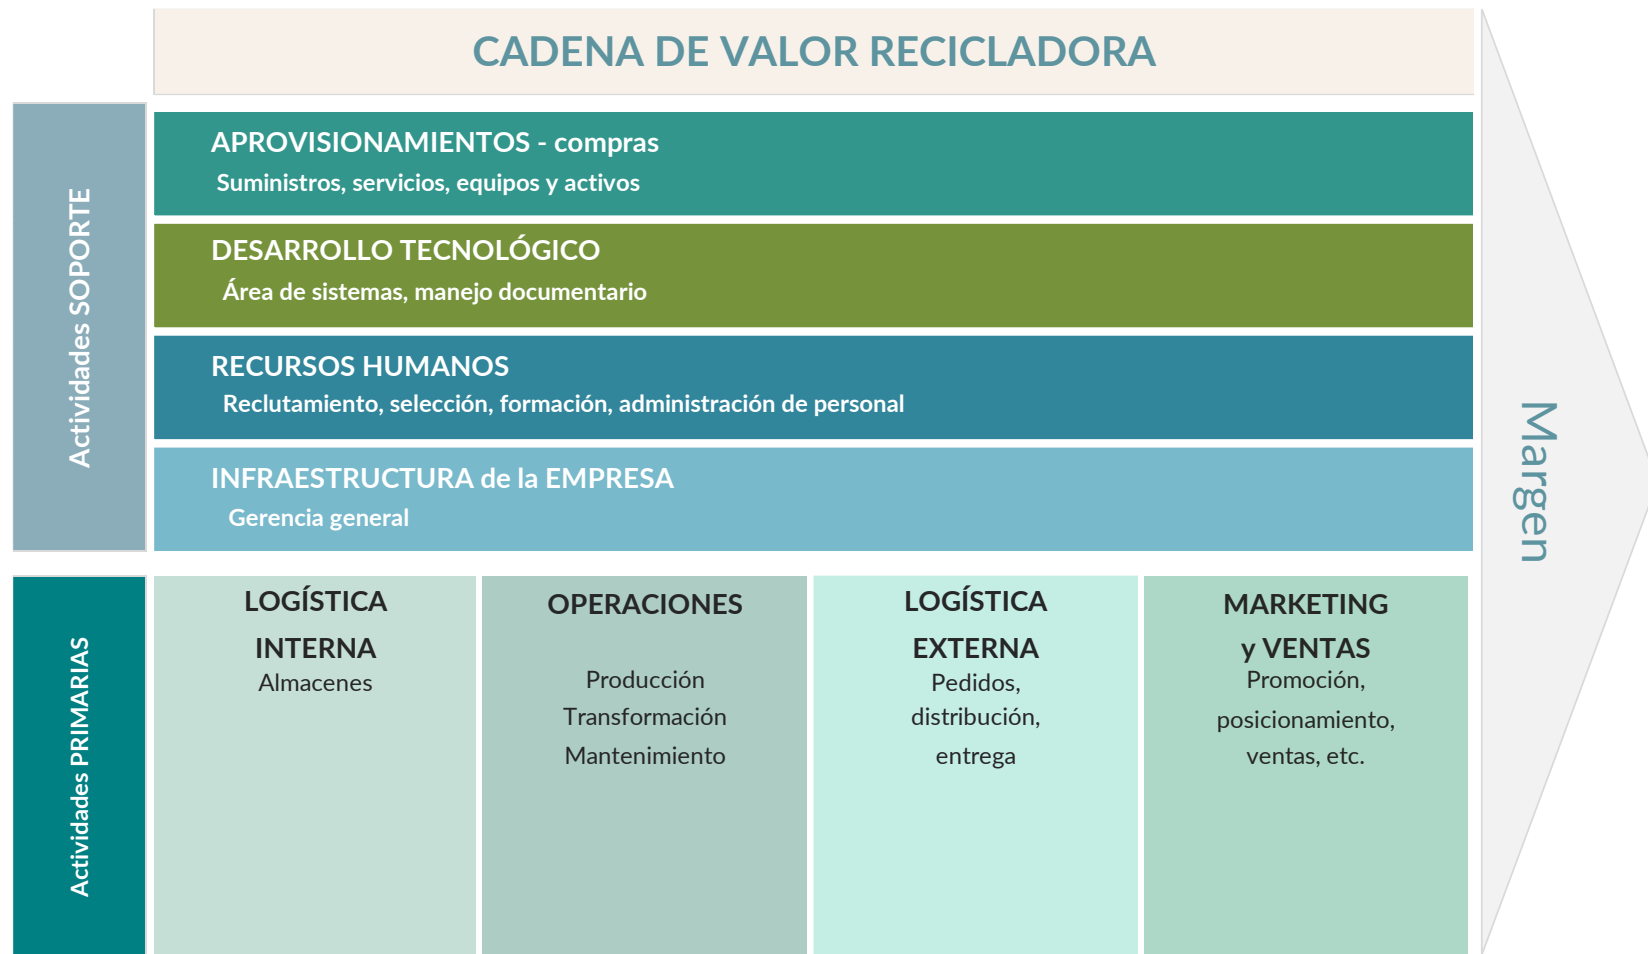 CADENA DE VALOR RECICLADORA
Actividades SOPORTE
APROVISIONAMIENTOS - compras
Suministros, servicios, equipos y activos
DESARROLLO TECNOLÓGICO
Área de sistemas, manejo documentario
RECURSOS HUMANOS
Reclutamiento, selección, formación, administración de personal
INFRAESTRUCTURA de la EMPRESA
Gerencia general
Margen
Actividades PRIMARIAS
LOGÍSTICA
INTERNA
Almacenes
OPERACIONES
Producción
Transformación
Mantenimiento
LOGÍSTICA
EXTERNA
Pedidos,
distribución,
entrega
MARKETING
y VENTAS
Promoción,
posicionamiento,
ventas, etc.